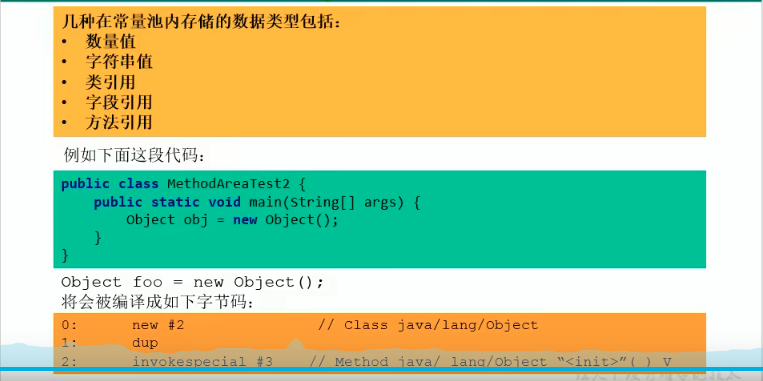 几种在常量池内存储的数据类型包括：
• 数量值
• 字符串值
• 类引用
• 字段引用
• 方法引用
例如下面这段代码：
public class MethodAreaTest2 {
    public static void main(String[] args) {
        Object obj = new Object();
    }
}
Object foo = new Object();
将会被编译成如下字节码：
0: new #2 // Class java/lang/Object
1: dup
2: invokespecial #3 // Method java/ lang/Object “<init>”( ) V